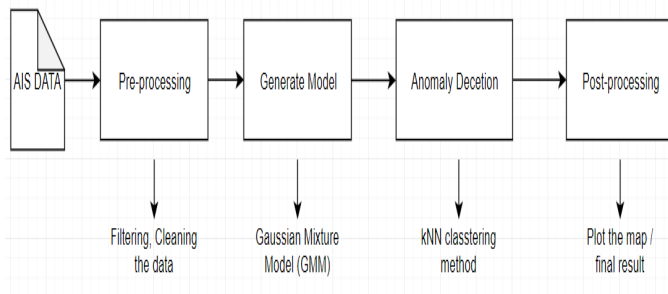 AIS DATA
Pre-processing
Generate Model
Anomaly Decetion
Post-processing
Filtering, Cleaning
the data
Gaussian Mixture
Model (GMM)
kNN classtering
method
Plot the map /
final result